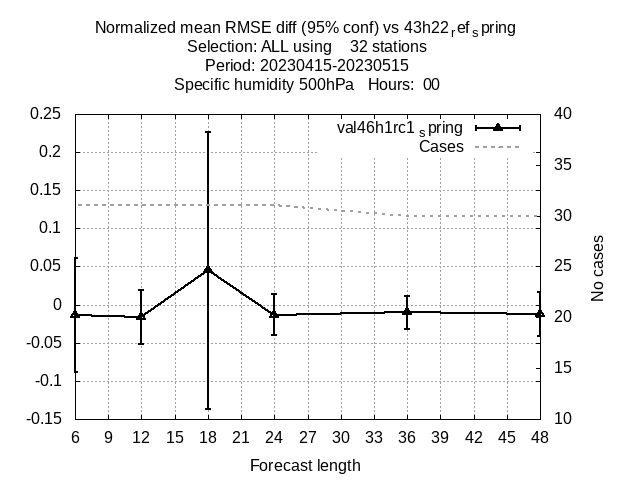 Normalized mean RMSE diff (95% conf) vs 43h22refspring
Selection: ALL using 32 stations
Period: 20230415-20230515
Specific humidity 500hPa Hours: 00
val46h1rc1spring
Cases
0.25
0.2
0.15
0.1
0.05
0
-0.05
-0.1
-0.15
40
35
30
25
20
15
10
No cases
6 9 12 15 18 21 24 27 30 33 36 39 42 45 48
Forecast length